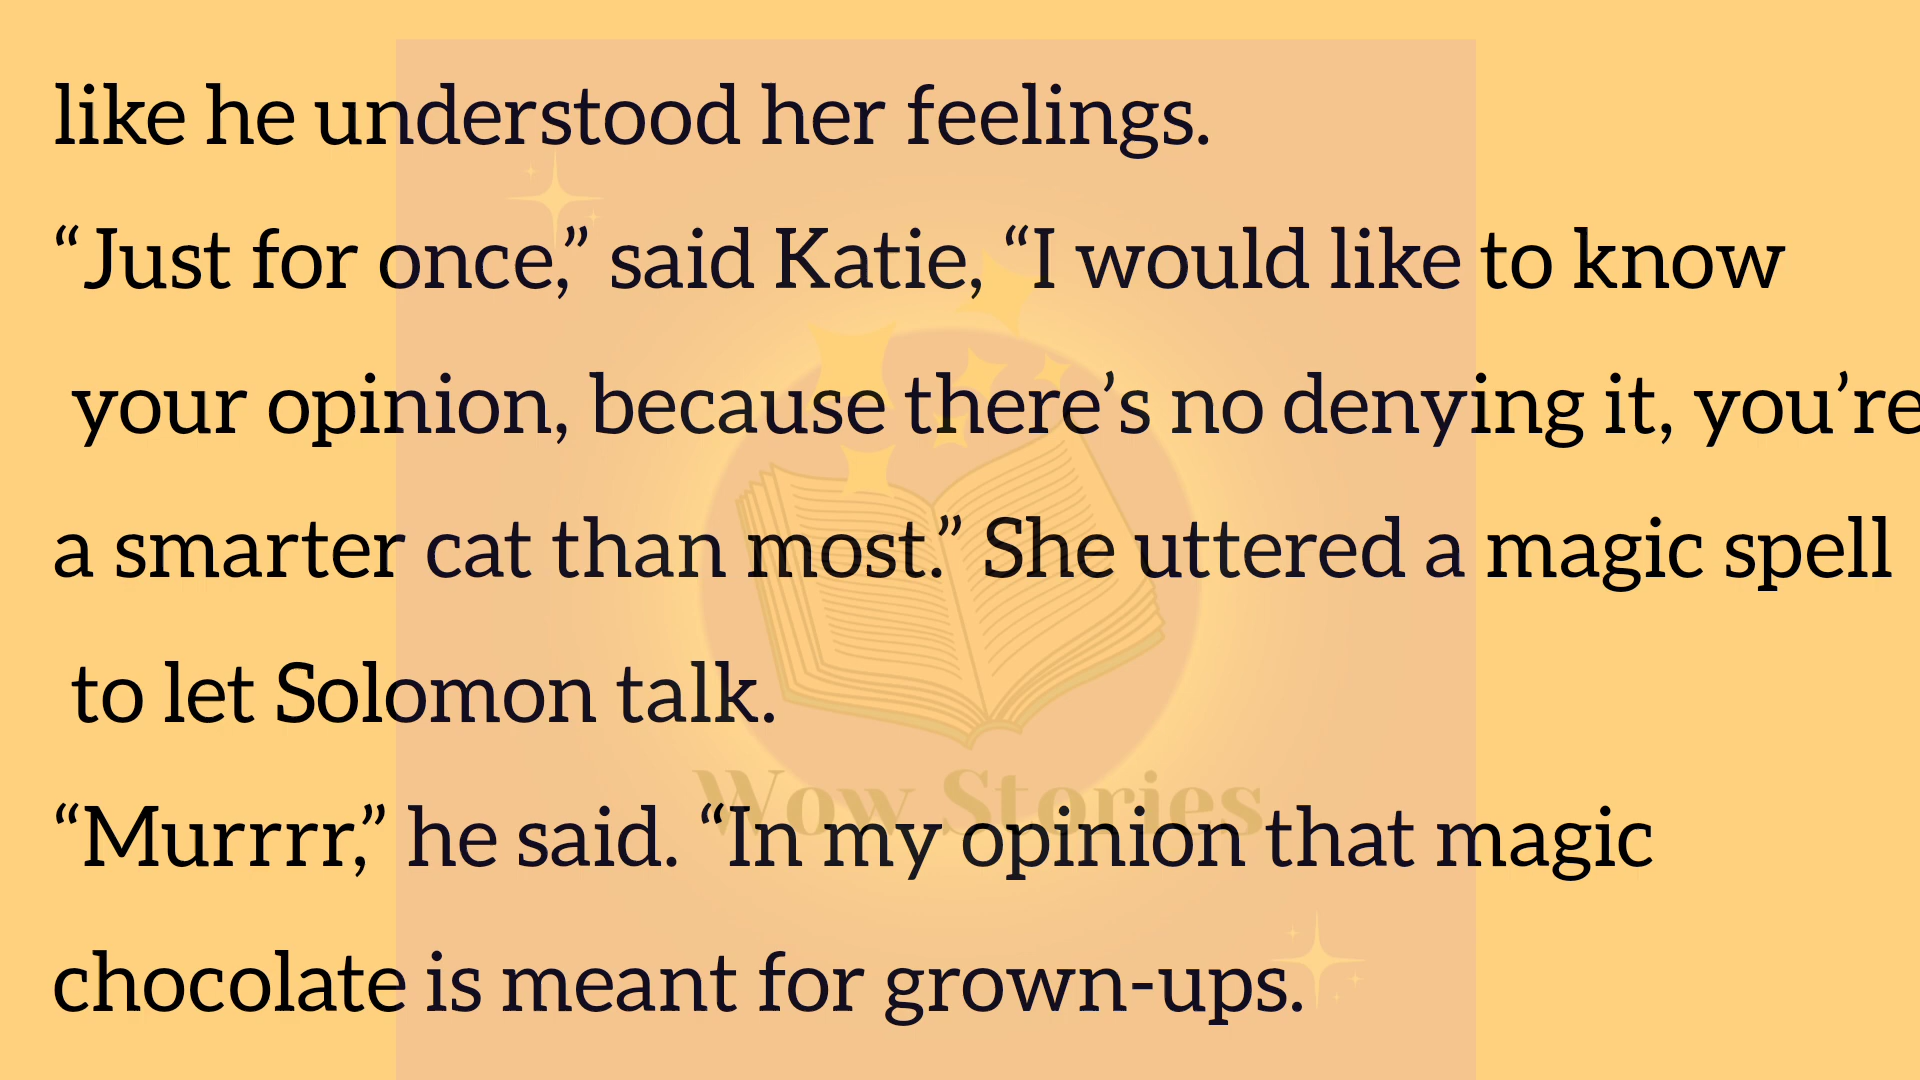 like he understood her feelings.
“Just for once,” said Katie, “I would like to know
your opinion, because there’s no denying it, you’re
a smarter cat than most.” She uttered a magic spell
to let Solomon talk.
“Murrrr,” he said. “In my opinion that magic
Wow Stories
chocolate is meant for grown-ups.